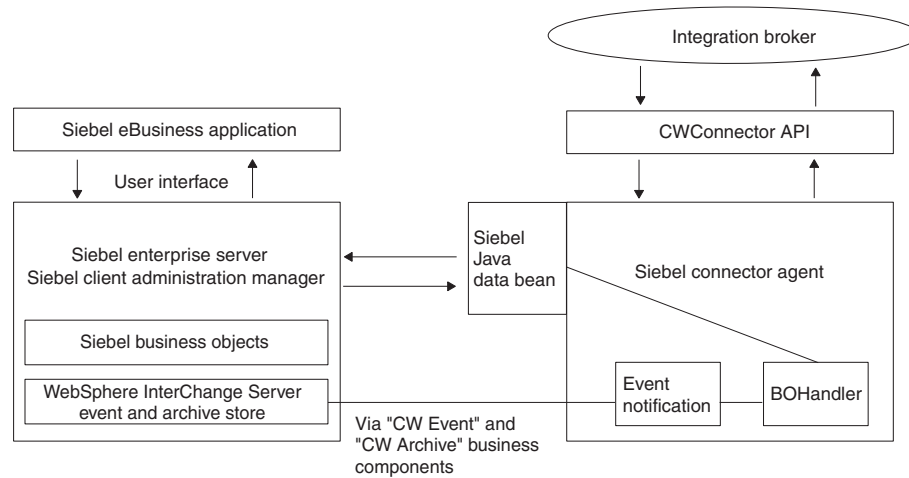 Integration broker
Siebel eBusiness application
CWConnector API
User interface
Siebel enterprise server
Siebel client administration manager
Siebel
Java
data bean
Siebel connector agent
Siebel business objects
WebSphere InterChange Server
event and archive store
Event
notification
BOHandler
Via "CW Event" and
"CW Archive" business
components